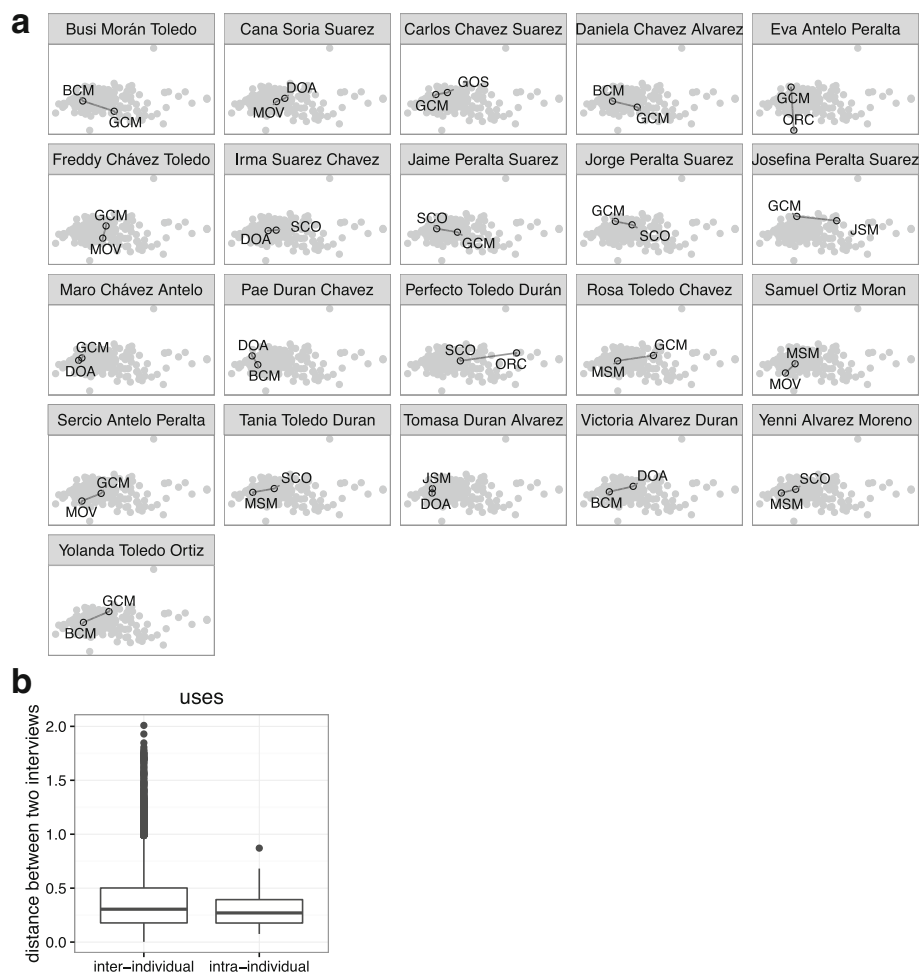 a
Busi Morán Toledo
Cana Soria Suarez
Carlos Chavez Suarez
Daniela Chavez Alvarez
Eva Antelo Peralta
BCM
GCM
DOA
MOV
GOS
GCM
BCM
GCM
GCM
ORC
Freddy Chávez Toledo
Irma Suarez Chavez
Jaime Peralta Suarez
Jorge Peralta Suarez
Josefina Peralta Suarez
GCM
MOV
SCO
DOA
SCO
GCM
GCM
SCO
GCM
JSM
Maro Chávez Antelo
Pae Duran Chavez
Perfecto Toledo Durán
Rosa Toledo Chavez
Samuel Ortiz Moran
GCM
DOA
DOA
BCM
SCO
ORC
GCM
MSM
MSM
MOV
Sercio Antelo Peralta
Tania Toledo Duran
Tomasa Duran Alvarez
Victoria Alvarez Duran
Yenni Alvarez Moreno
GCM
MOV
SCO
MSM
JSM
DOA
DOA
BCM
SCO
MSM
Yolanda Toledo Ortiz
GCM
BCM
b
uses
distance between two interviews
2.0
1.5
1.0
0.5
0.0
inter−individual
intra−individual